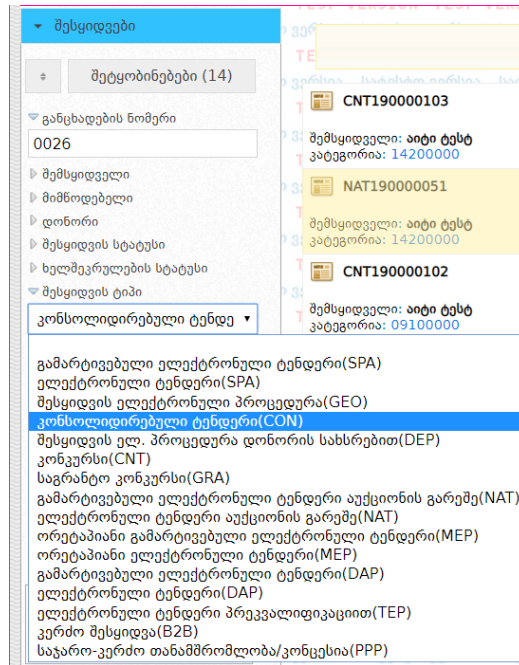 შესყიდვები
შეტყობინებები (14)
განცხადების ნომერი
0026
შემსყიდველი
მიმწოდებელი
დონორი
შესყიდვის სტატუსი
ხელშეკრულების სტატუსი
შესყიდვის ტიპი
კონსოლიდირებული ტენდე
გამარტივებული ელექტრონული ტენდერი(SPA)
ელექტრონული ტენდერი(SPA)
შესყიდვის ელექტრონული პროცედურა(GEO)
კონსოლიდირებული ტენდერი(CON)
შესყიდვის ელ. პროცედურა დონორის სახსრებით(DEP)
კონკურსი(CNT)
საგრანტო კონკურსი(GRA)
გამარტივებული ელექტრონული ტენდერი აუქციონის გარეშე(NAT)
ელექტრონული ტენდერი აუქციონის გარეშე(NAT)
ორეტაპიანი გამარტივებული ელექტრონული ტენდერი(MEP)
ორეტაპიანი ელექტრონული ტენდერი(MEP)
გამარტივებული ელექტრონული ტენდერი(DAP)
ელექტრონული ტენდერი(DAP)
ელექტრონული ტენდერი პრეკვალიფიკაციით(TEP)
კერძო შესყიდვა(B2B)
საჯარო-კერძო თანამშრომლობა/კონცესია(PPP)
CNT190000103
შემსყიდველი: აიტი ტესტ
კატეგორია: 14200000
NAT190000051
შემსყიდველი: აიტი ტესტ
კატეგორია: 14200000
CNT190000102
შემსყიდველი: აიტი ტესტ
კატეგორია: 09100000